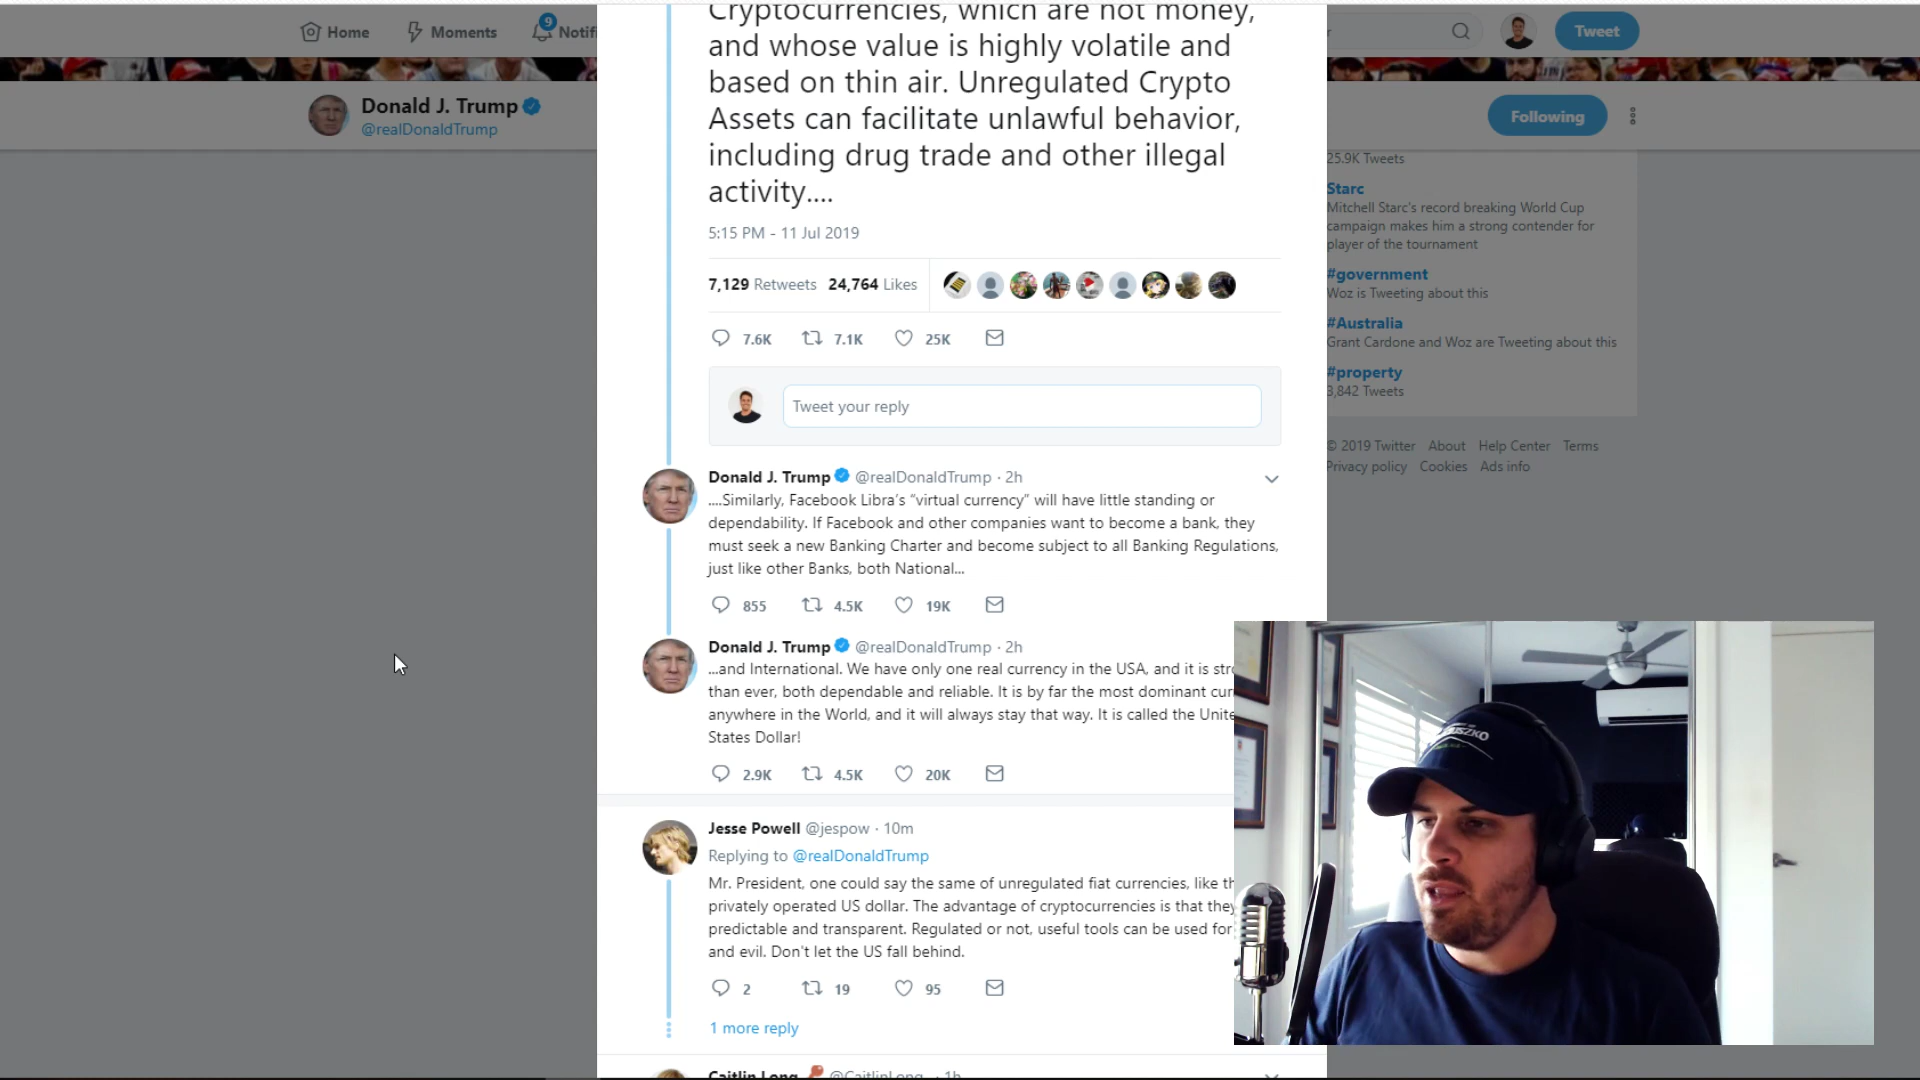 Home
Moments
9
Notifi
Tweet
Donald J. Trump
@realDonaldTrump
Following
Cryptocurrencies, which are not money,
and whose value is highly volatile and
based on thin air. Unregulated Crypto
Assets can facilitate unlawful behavior,
including drug trade and other illegal
activity....
5:15 PM - 11 Jul 2019
7,129 Retweets 24,764 Likes
7.6K 7.1K 25K
Tweet your reply
Donald J. Trump @realDonaldTrump · 2h
....Similarly, Facebook Libra's “virtual currency” will have little standing or
dependability. If Facebook and other companies want to become a bank, they
must seek a new Banking Charter and become subject to all Banking Regulations,
just like other Banks, both National...
855 4.5K 19K
Donald J. Trump @realDonaldTrump · 2h
...and International. We have only one real currency in the USA, and it is
than ever, both dependable and reliable. It is by far the most dominant
anywhere in the World, and it will always stay that way. It is called the
States Dollar!
2.9K 4.5K 20K
Jesse Powell @jespow · 10m
Replying to @realDonaldTrump
Mr. President, one could say the same of unregulated fiat currencies, like
privately operated US dollar. The advantage of cryptocurrencies is that they
predictable and transparent. Regulated or not, useful tools can be used for
and evil. Don't let the US fall behind.
2 19 95
1 more reply
Caitlin Long @CaitlinLong 1h
25.9K Tweets
Starc
Mitchell Starc's record breaking World Cup
campaign makes him a strong contender for
player of the tournament
#government
Woz is Tweeting about this
#Australia
Grant Cardone and Woz are Tweeting about this
#property
3,842 Tweets
© 2019 Twitter About Help Center Terms
Privacy policy Cookies Ads info